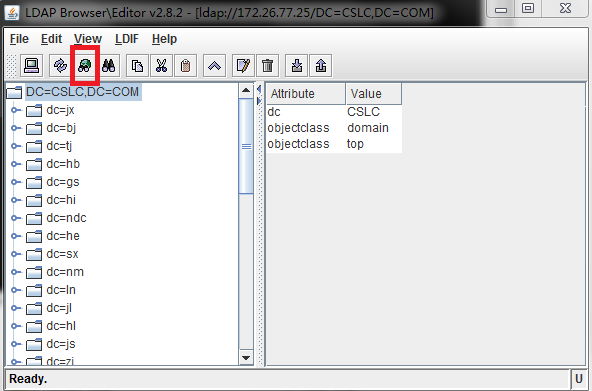 LDAP Browser\Editor v2.8.2 - [ldap://172.26.77.25/DC=CSLC,DC=COM]
File Edit View LDIF Help
DC=CSLC,DC=COM
dc=jx
dc=bj
dc=tj
dc=hb
dc=gs
dc=hi
dc=ndc
dc=he
dc=sx
dc=nm
dc=ln
dc=jl
dc=hl
dc=js
dc=zj
Attribute Value
dc CSLC
objectclass domain
objectclass top
Ready. U